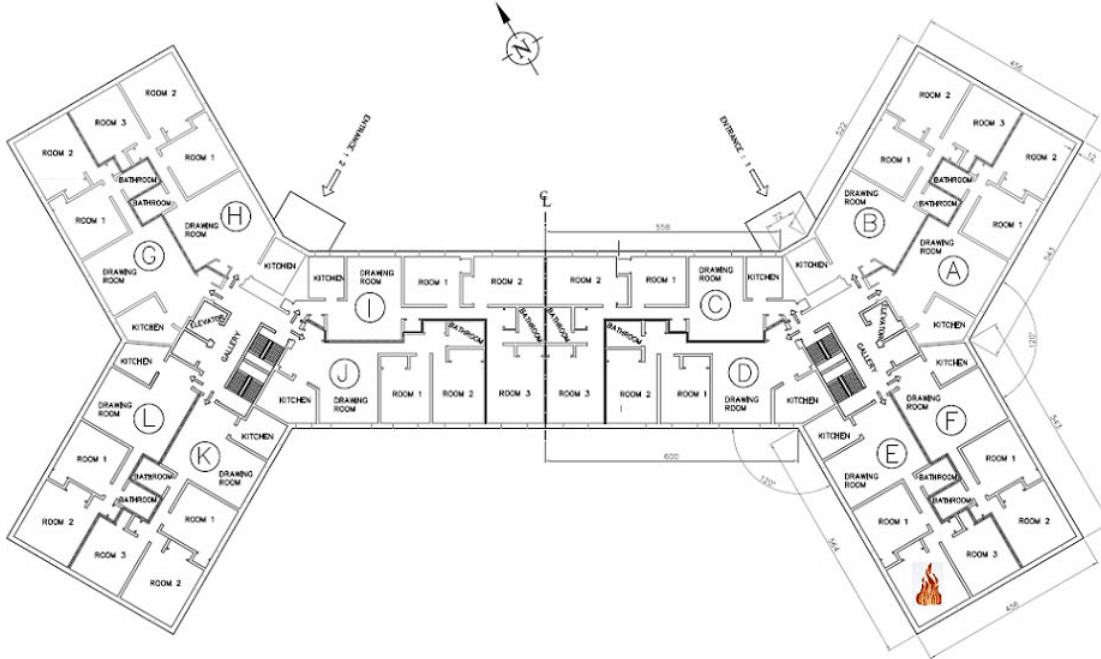 N
ENTRANCE : 2
ENTRANCE : 1
ROOM 2
ROOM 3
ROOM 2
ROOM 1
ROOM 1
BATHROOM
BATHROOM
DRAWING
ROOM
H
DRAWING
ROOM
G
KITCHEN
KITCHEN
ELEVATOR
GALLERY
KITCHEN
DRAWING
ROOM
I
ROOM 1
ROOM 2
BATHROOM
KITCHEN
DRAWING
ROOM
J
ROOM 1
ROOM 2
BATHROOM
ROOM 3
KITCHEN
DRAWING
ROOM
L
ROOM 1
ROOM 2
BATHROOM
BATHROOM
ROOM 3
KITCHEN
DRAWING
ROOM
K
ROOM 1
ROOM 2
℄
558
72
ROOM 2
BATHROOM
ROOM 1
DRAWING
ROOM
C
KITCHEN
ROOM 3
BATHROOM
ROOM 2
ROOM 1
DRAWING
ROOM
D
KITCHEN
600
120°
522
456
12
543
120°
543
ROOM 2
ROOM 3
ROOM 2
ROOM 1
ROOM 1
BATHROOM
BATHROOM
DRAWING
ROOM
B
DRAWING
ROOM
A
KITCHEN
KITCHEN
ELEVATOR
GALLERY
DRAWING
ROOM
F
KITCHEN
KITCHEN
DRAWING
ROOM
E
BATHROOM
BATHROOM
ROOM 1
ROOM 1
ROOM 2
ROOM 3
564
456